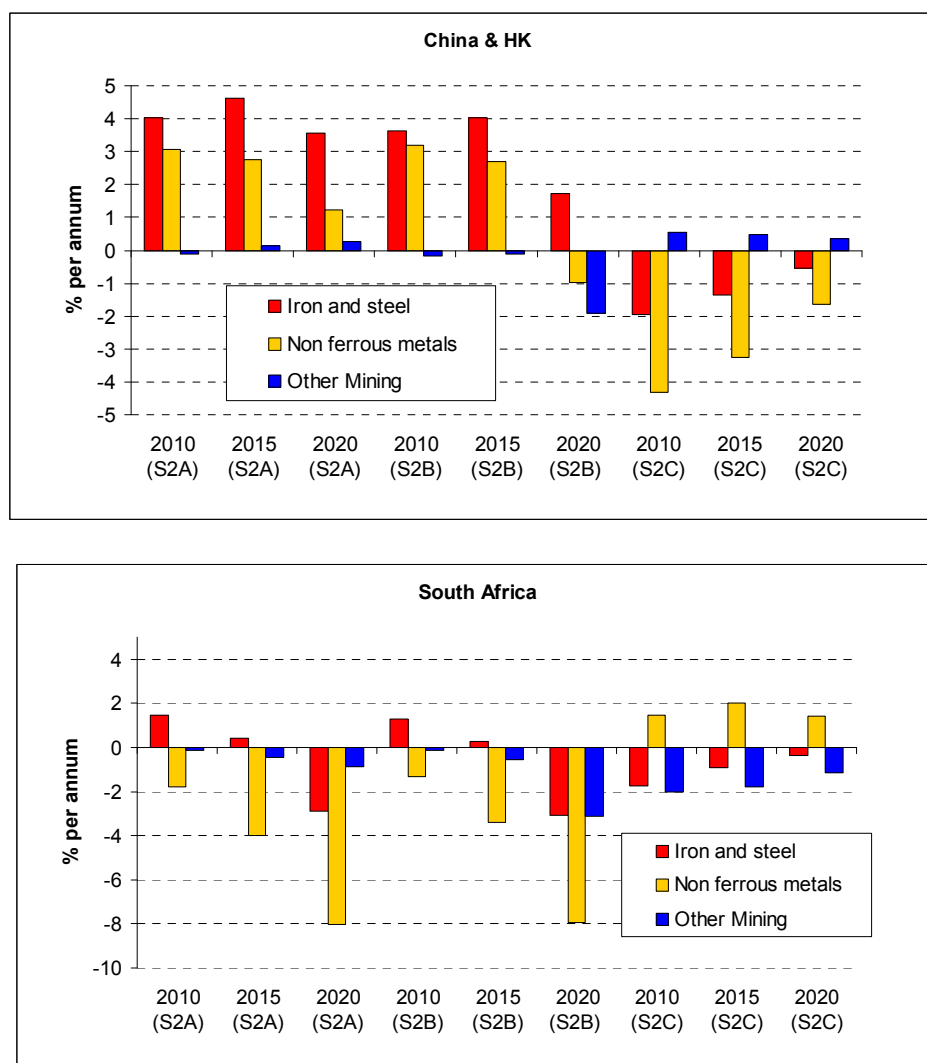 China & HK
5
4
3
2
1
0
-1
-2
-3
-4
-5
% per annum
Iron and steel
Non ferrous metals
Other Mining
2010 2015 2020 2010 2015 2020 2010 2015 2020
(S2A) (S2A) (S2A) (S2B) (S2B) (S2B) (S2C) (S2C) (S2C)
South Africa
4
2
0
-2
-4
-6
-8
-10
% per annum
Iron and steel
Non ferrous metals
Other Mining
2010 2015 2020 2010 2015 2020 2010 2015 2020
(S2A) (S2A) (S2A) (S2B) (S2B) (S2B) (S2C) (S2C) (S2C)